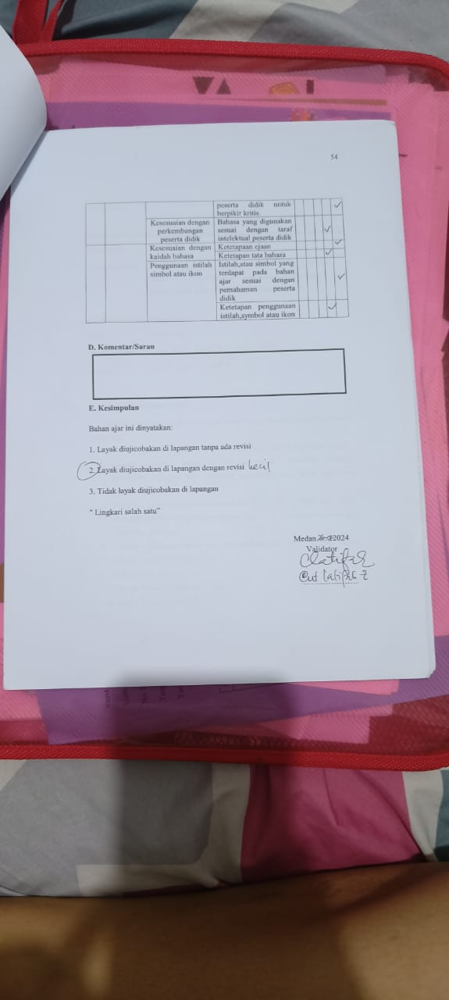 54
peserta didik untuk
berpikir kritis.
Kesesuaian dengan
perkembangan
peserta didik
Bahasa yang digunakan
sesuai dengan taraf
intelektual peserta didik
Kesesuaian dengan
kaidah bahasa
Ketetapaan ejaan
Ketetapan tata bahasa
Penggunaan istilah
simbol atau ikon
Istilah,atau simbol yang
terdapat pada bahan
ajar sesuai dengan
pemahaman peserta
didik
Ketetapan penggunaan
istilah,symbol atau ikon
D. Komentar/Saran
E. Kesimpulan
Bahan ajar ini dinyatakan:
1. Layak diujicobakan di lapangan tanpa ada revisi
2. Layak diujicobakan di lapangan dengan revisi kecil
3. Tidak layak diujicobakan di lapangan
“ Lingkari salah satu”
Medan, 2024
Validator
Cut